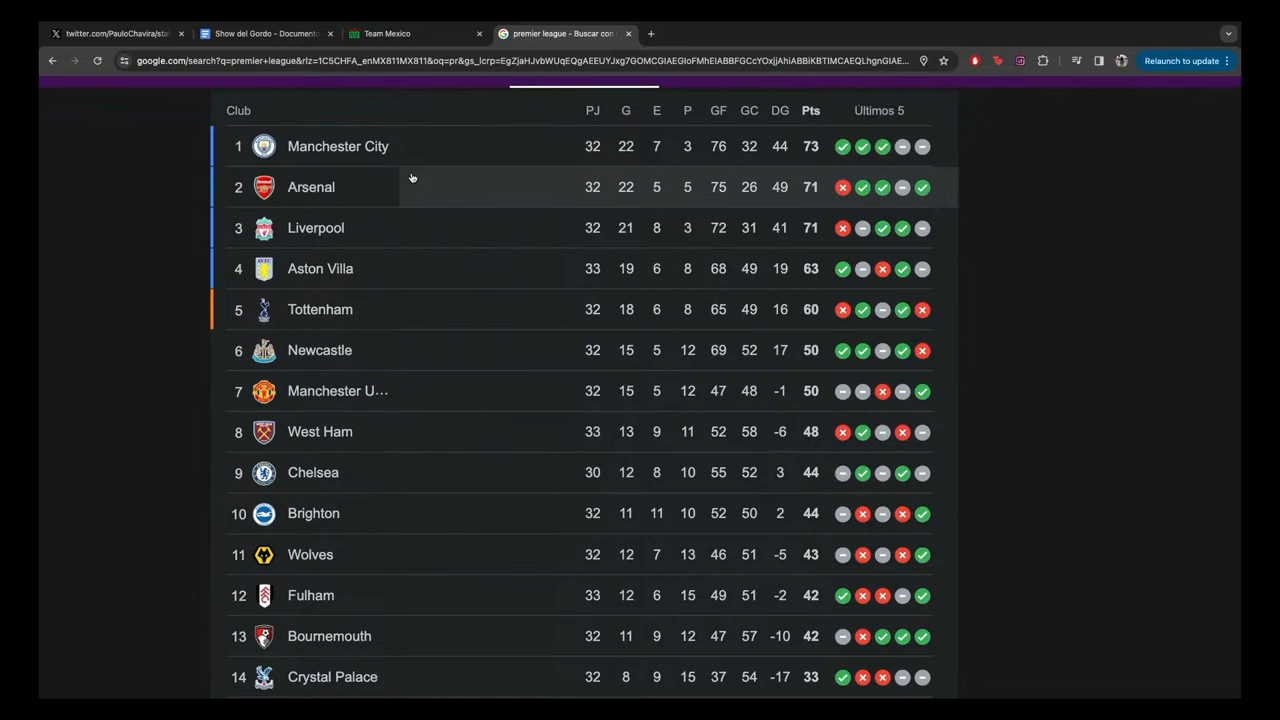 twitter.com/PauloChavira/sta
Show del Gordo - Documento
Team Mexico
premier league - Buscar con
google.com/search?q=premier+league&rlz=1C5CHFA_enMX811MX811&oq=pr&gs_lcrp=EgZjaHJvbWUqEQgAEEUYJxg7GOMCGIAEGIoFMhEIABBFGCcYOxjjAhiABBiKBTIMCAEQLhgnGIAEG...
Relaunch to update
Club PJ G E P GF GC DG Pts Últimos 5
1 Manchester City 32 22 7 3 76 32 44 73
2 Arsenal 32 22 5 5 75 26 49 71
3 Liverpool 32 21 8 3 72 31 41 71
4 Aston Villa 33 19 6 8 68 49 19 63
5 Tottenham 32 18 6 8 65 49 16 60
6 Newcastle 32 15 5 12 69 52 17 50
7 Manchester U... 32 15 5 12 47 48 -1 50
8 West Ham 33 13 9 11 52 58 -6 48
9 Chelsea 30 12 8 10 55 52 3 44
10 Brighton 32 11 11 10 52 50 2 44
11 Wolves 32 12 7 13 46 51 -5 43
12 Fulham 33 12 6 15 49 51 -2 42
13 Bournemouth 32 11 9 12 47 57 -10 42
14 Crystal Palace 32 8 9 15 37 54 -17 33